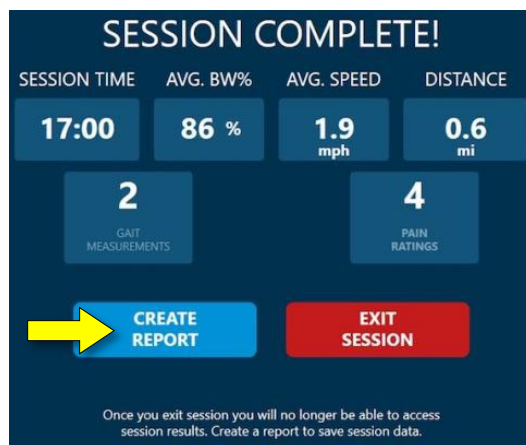 SESSION COMPLETE!
SESSION TIME AVG. BW% AVG. SPEED DISTANCE
17:00 86 % 1.9 mph 0.6 mi
2 4
GAIT MEASUREMENTS PAIN RATINGS
CREATE REPORT EXIT SESSION
Once you exit session you will no longer be able to access
session results. Create a report to save session data.